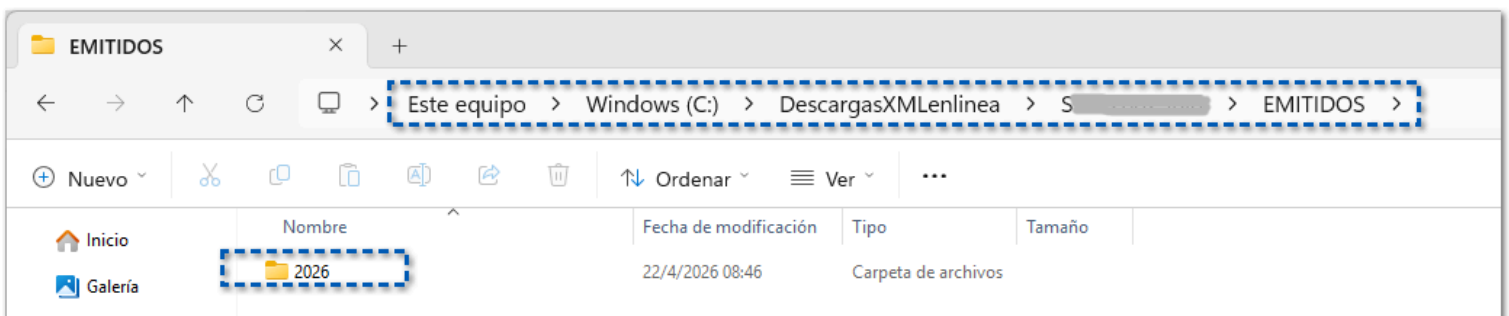 EMITIDOS
Este equipo > Windows (C:) > DescargasXMLenlinea > S > EMITIDOS >
Nuevo Ordenar Ver ...
Nombre Fecha de modificación Tipo Tamaño
Inicio
2026 22/4/2026 08:46 Carpeta de archivos
Galería